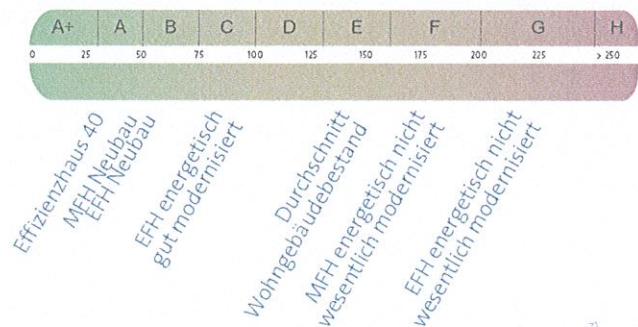 A+ A B C D E F G H
0 25 50 75 100 125 150 175 200 225 > 250
Effizienzhaus 40
MFH Neubau
EFH Neubau
EFH energetisch
gut modernisiert
Durchschnitt
Wohngebäudebestand
MFH energetisch nicht
wesentlich modernisiert
EFH energetisch nicht
wesentlich modernisiert